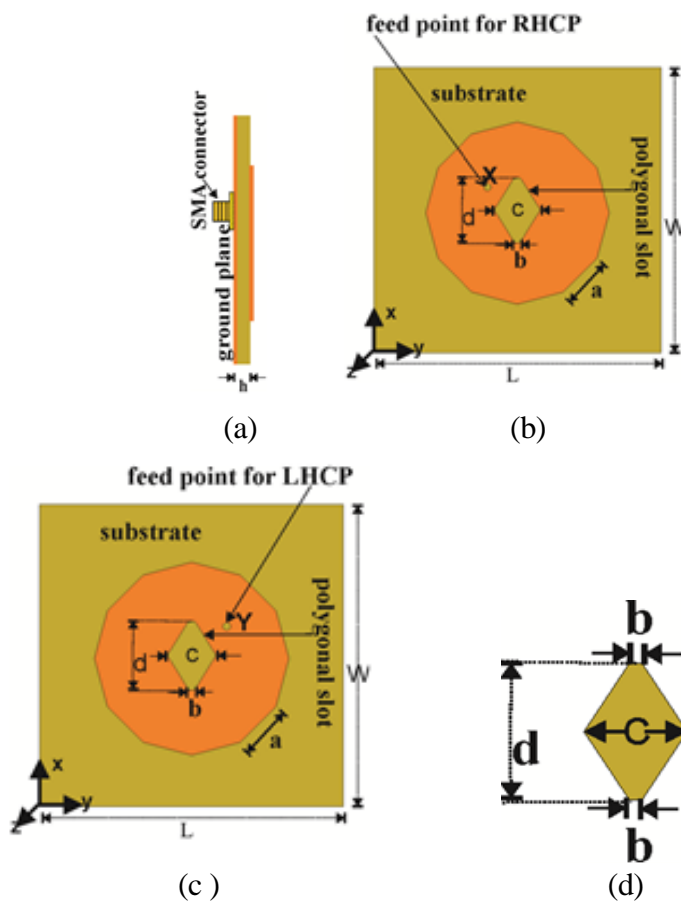 feed point for RHCP
SMA connector
ground plane
h
substrate
X
d
c
b
polygonal slot
W
a
x
y
z
L
(a)
(b)
feed point for LHCP
substrate
Y
d
c
b
polygonal slot
W
a
x
y
z
L
b
d
C
b
(c )
(d)